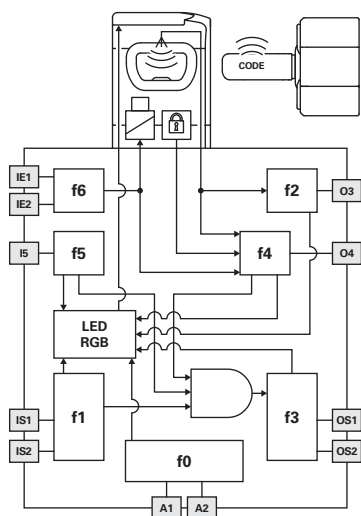 CODE
IE1
f6
f2
O3
IE2
I5
f5
f4
O4
LED
RGB
IS1
f1
f3
OS1
IS2
OS2
f0
A1
A2